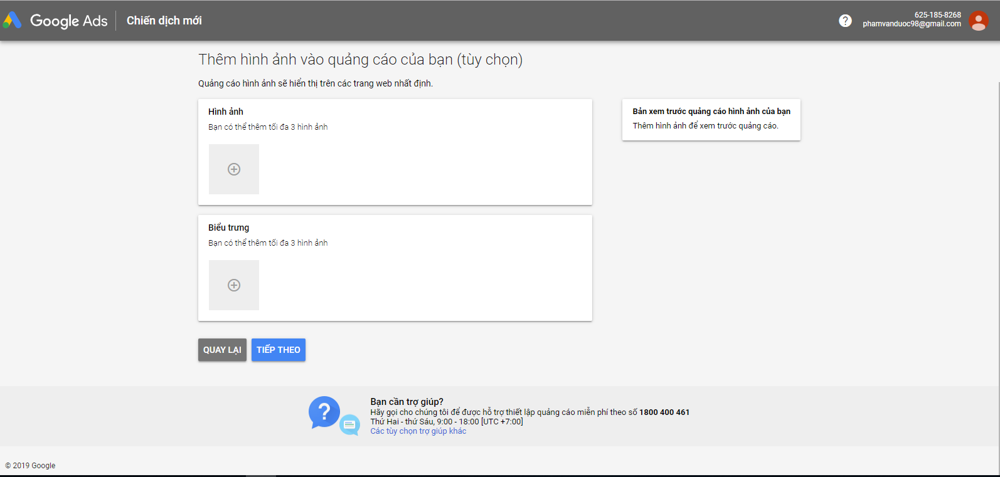 Google Ads
Chiến dịch mới
?
625-185-8268
phamvanduoc98@gmail.com
Thêm hình ảnh vào quảng cáo của bạn (tùy chọn)
Quảng cáo hình ảnh sẽ hiển thị trên các trang web nhất định.
Hình ảnh
Bạn có thể thêm tối đa 3 hình ảnh
Bản xem trước quảng cáo hình ảnh của bạn
Thêm hình ảnh để xem trước quảng cáo.
Biểu trưng
Bạn có thể thêm tối đa 3 hình ảnh
QUAY LẠI
TIẾP THEO
?
Bạn cần trợ giúp?
Hãy gọi cho chúng tôi để được hỗ trợ thiết lập quảng cáo miễn phí theo số 1800 400 461
Thứ Hai - thứ Sáu, 9:00 - 18:00 [UTC +7:00]
Các tùy chọn trợ giúp khác
© 2019 Google